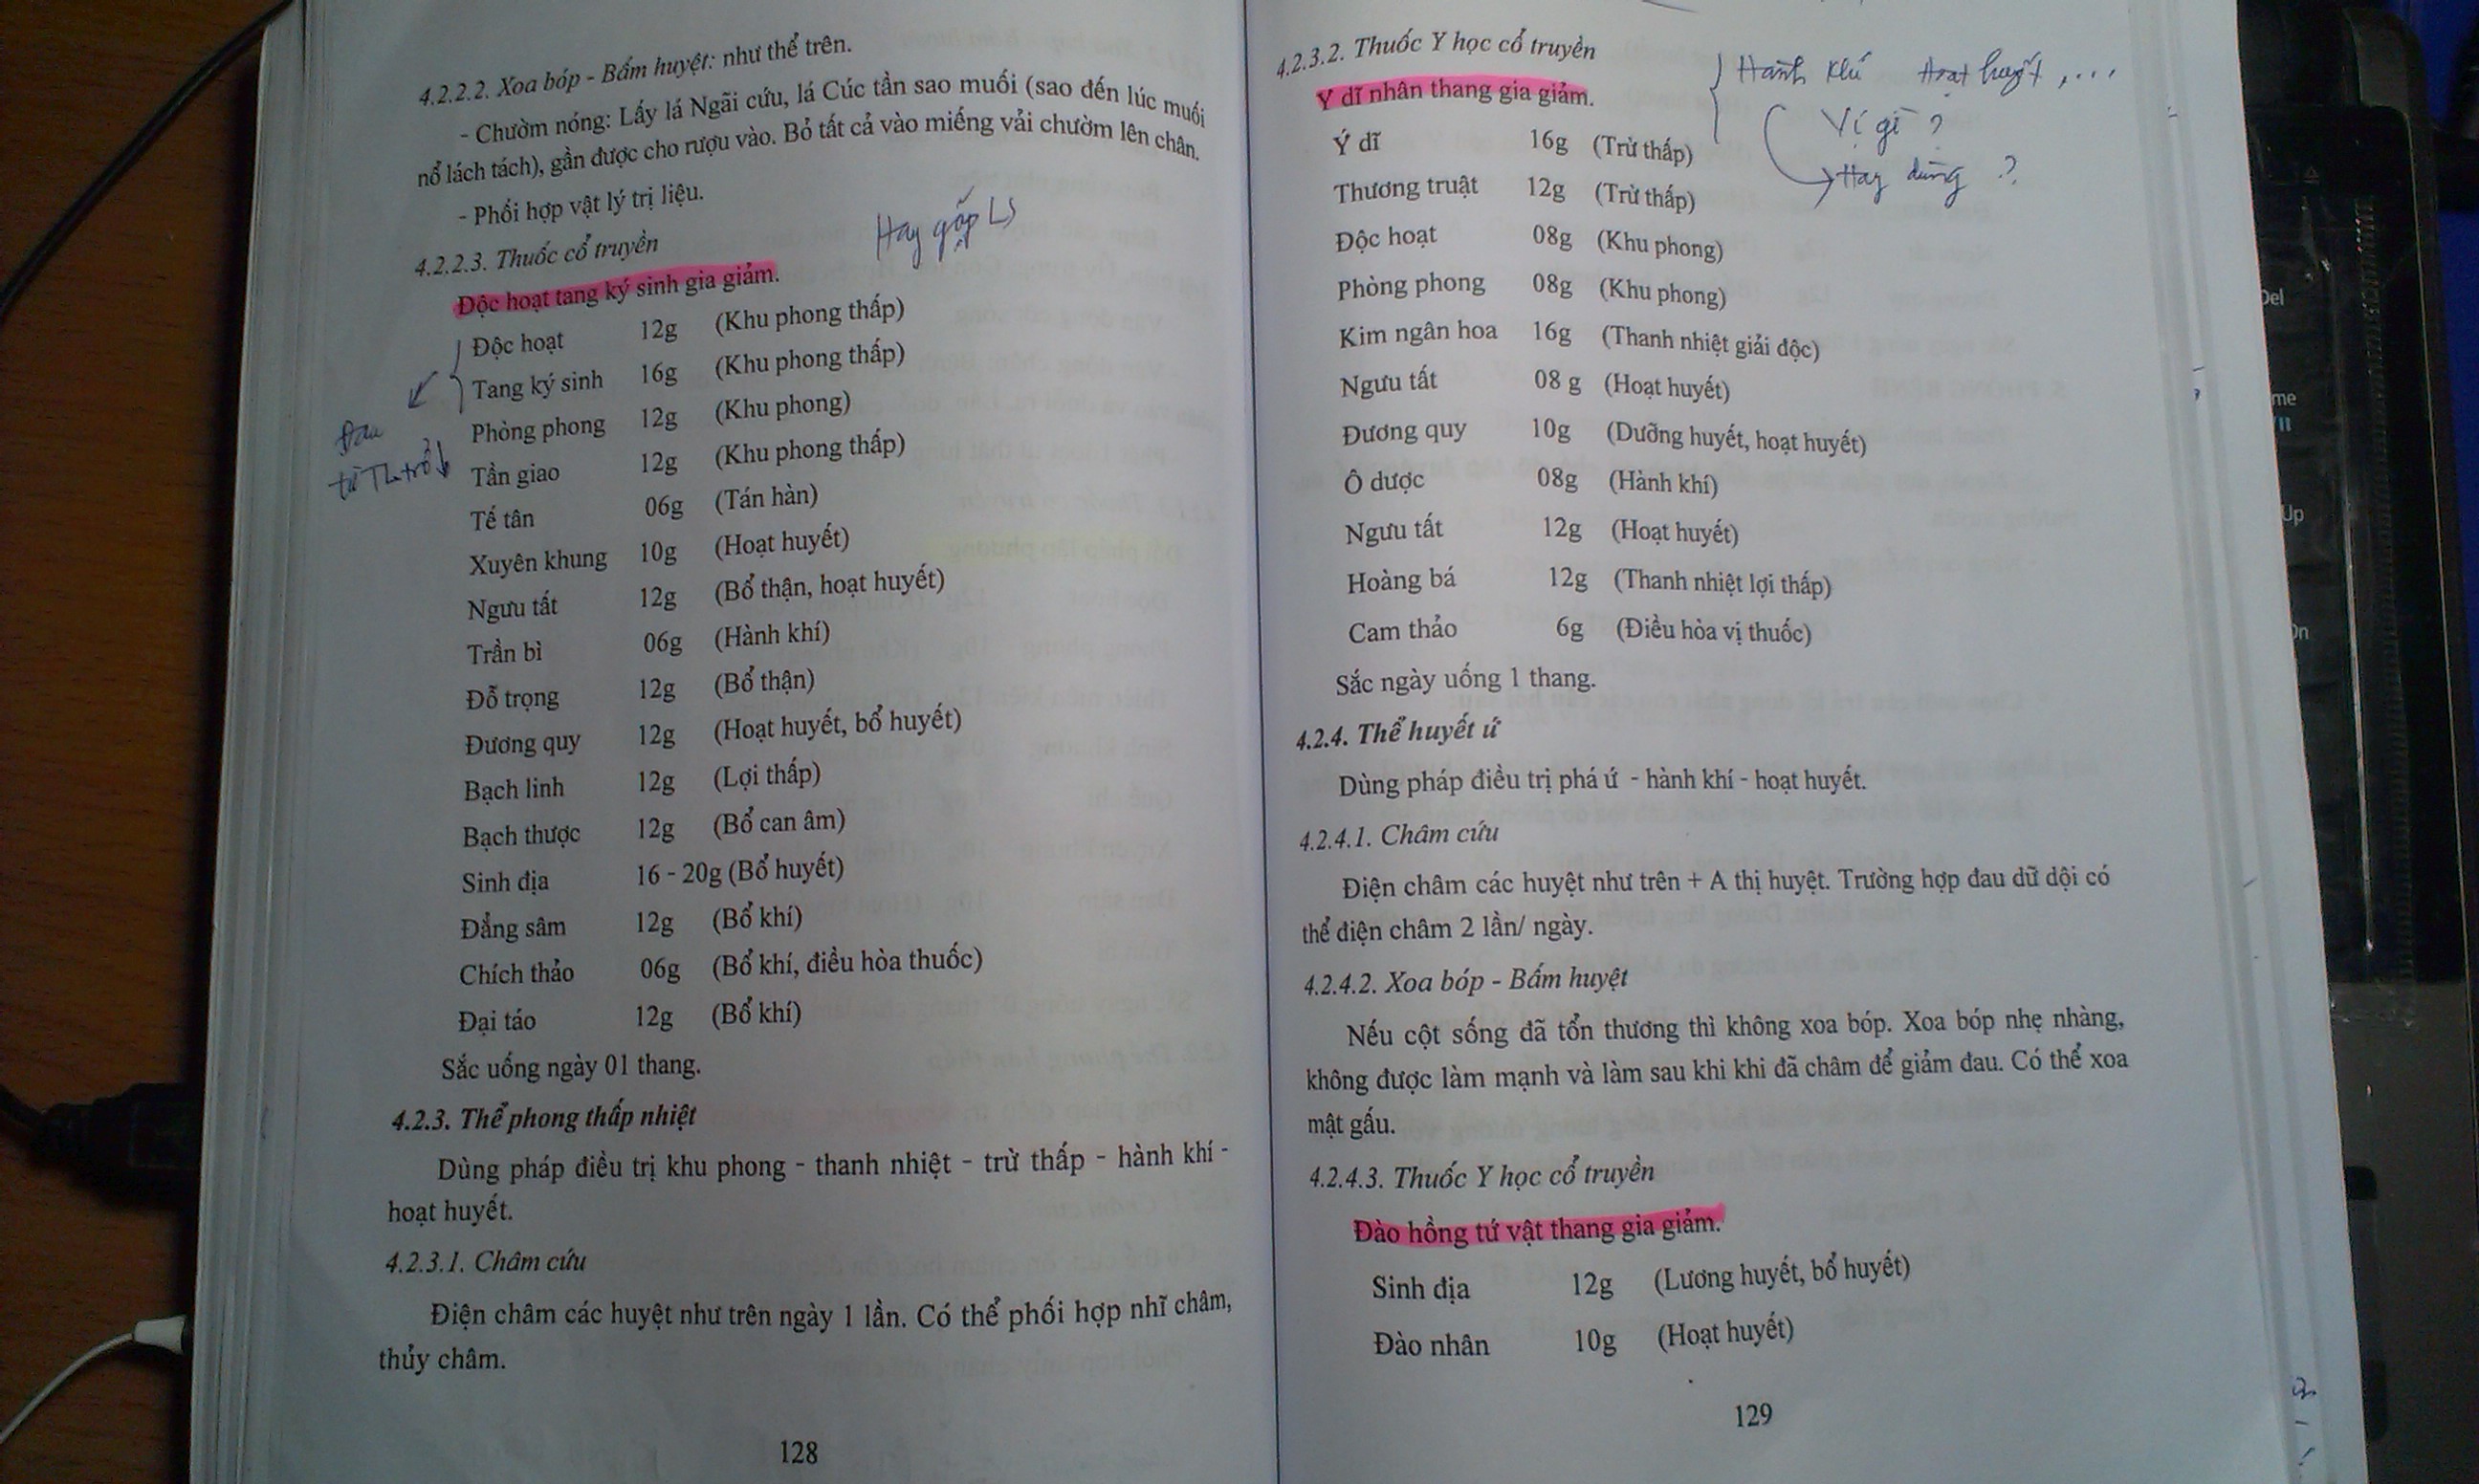 4.2.2.2. Xoa bóp - Bấm huyệt: như thể trên.
- Chườm nóng: Lấy lá Ngãi cứu, lá Cúc tần sao muối (sao đến lúc muối
nổ lách tách), gần được cho rượu vào. Bỏ tất cả vào miếng vải chườm lên chân.
- Phối hợp vật lý trị liệu.
Hay gặp LS
4.2.2.3. Thuốc cổ truyền
Độc hoạt tang ký sinh gia giảm.
Độc hoạt 12g (Khu phong thấp)
Tang ký sinh 16g (Khu phong thấp)
Phòng phong 12g (Khu phong)
Tần giao 12g (Khu phong thấp)
Tế tân 06g (Tán hàn)
Xuyên khung 10g (Hoạt huyết)
Ngưu tất 12g (Bổ thận, hoạt huyết)
Trần bì 06g (Hành khí)
Đỗ trọng 12g (Bổ thận)
Đương quy 12g (Hoạt huyết, bổ huyết)
Bạch linh 12g (Lợi thấp)
Bạch thược 12g (Bổ can âm)
Sinh địa 16 - 20g (Bổ huyết)
Đẳng sâm 12g (Bổ khí)
Chích thảo 06g (Bổ khí, điều hòa thuốc)
Đại táo 12g (Bổ khí)
Sắc uống ngày 01 thang.
Đau
từ TL trở ↓
4.2.3. Thể phong thấp nhiệt
Dùng pháp điều trị khu phong - thanh nhiệt - trừ thấp - hành khí -
hoạt huyết.
4.2.3.1. Châm cứu
Điện châm các huyệt như trên ngày 1 lần. Có thể phối hợp nhĩ châm,
thủy châm.
128
4.2.3.2. Thuốc Y học cổ truyền
Ý dĩ nhân thang gia giảm.
Hành khí Hoạt huyết, ...
Vị gì ?
Hay dùng ?
Ý dĩ 16g (Trừ thấp)
Thương truật 12g (Trừ thấp)
Độc hoạt 08g (Khu phong)
Phòng phong 08g (Khu phong)
Kim ngân hoa 16g (Thanh nhiệt giải độc)
Ngưu tất 08 g (Hoạt huyết)
Đương quy 10g (Dưỡng huyết, hoạt huyết)
Ô dược 08g (Hành khí)
Ngưu tất 12g (Hoạt huyết)
Hoàng bá 12g (Thanh nhiệt lợi thấp)
Cam thảo 6g (Điều hòa vị thuốc)
Sắc ngày uống 1 thang.
4.2.4. Thể huyết ứ
Dùng pháp điều trị phá ứ - hành khí - hoạt huyết.
4.2.4.1. Châm cứu
Điện châm các huyệt như trên + A thị huyệt. Trường hợp đau dữ dội có
thể điện châm 2 lần/ ngày.
4.2.4.2. Xoa bóp - Bấm huyệt
Nếu cột sống đã tổn thương thì không xoa bóp. Xoa bóp nhẹ nhàng,
không được làm mạnh và làm sau khi khi đã châm để giảm đau. Có thể xoa
mật gấu.
4.2.4.3. Thuốc Y học cổ truyền
Đào hồng tứ vật thang gia giảm.
Sinh địa 12g (Lương huyết, bổ huyết)
Đào nhân 10g (Hoạt huyết)
129
Del
me
Up
On